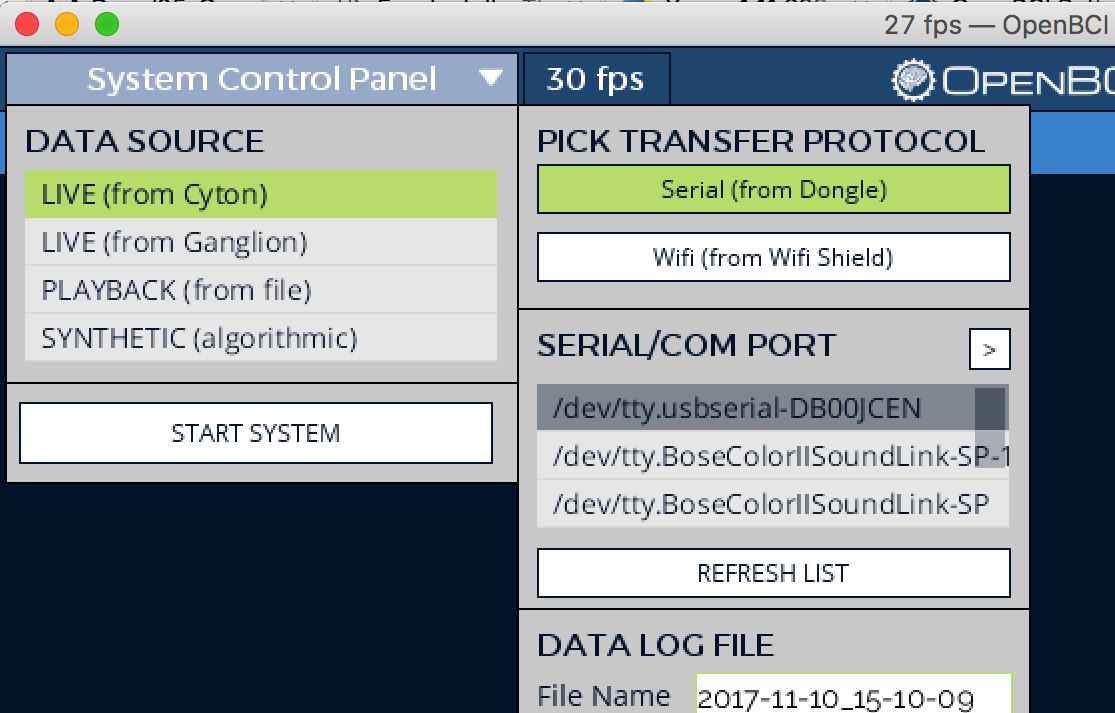 27 fps — OpenBCI
System Control Panel
30 fps
OPENBC
DATA SOURCE
LIVE (from Cyton)
LIVE (from Ganglion)
PLAYBACK (from file)
SYNTHETIC (algorithmic)
START SYSTEM
PICK TRANSFER PROTOCOL
Serial (from Dongle)
Wifi (from Wifi Shield)
SERIAL/COM PORT
>
/dev/tty.usbserial-DB00JCEN
/dev/tty.BoseColorIISoundLink-SP-1
/dev/tty.BoseColorIISoundLink-SP
REFRESH LIST
DATA LOG FILE
File Name 2017-11-10_15-10-09